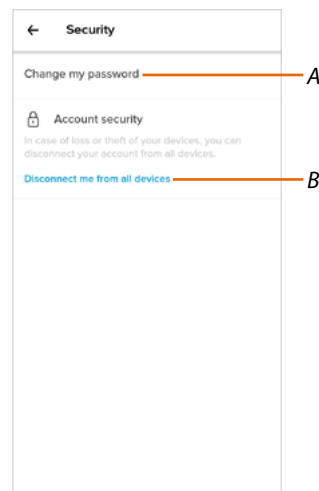 Security
Change my password
A
Account security
In case of loss or theft of your devices, you can
disconnect your account from all devices.
Disconnect me from all devices
B